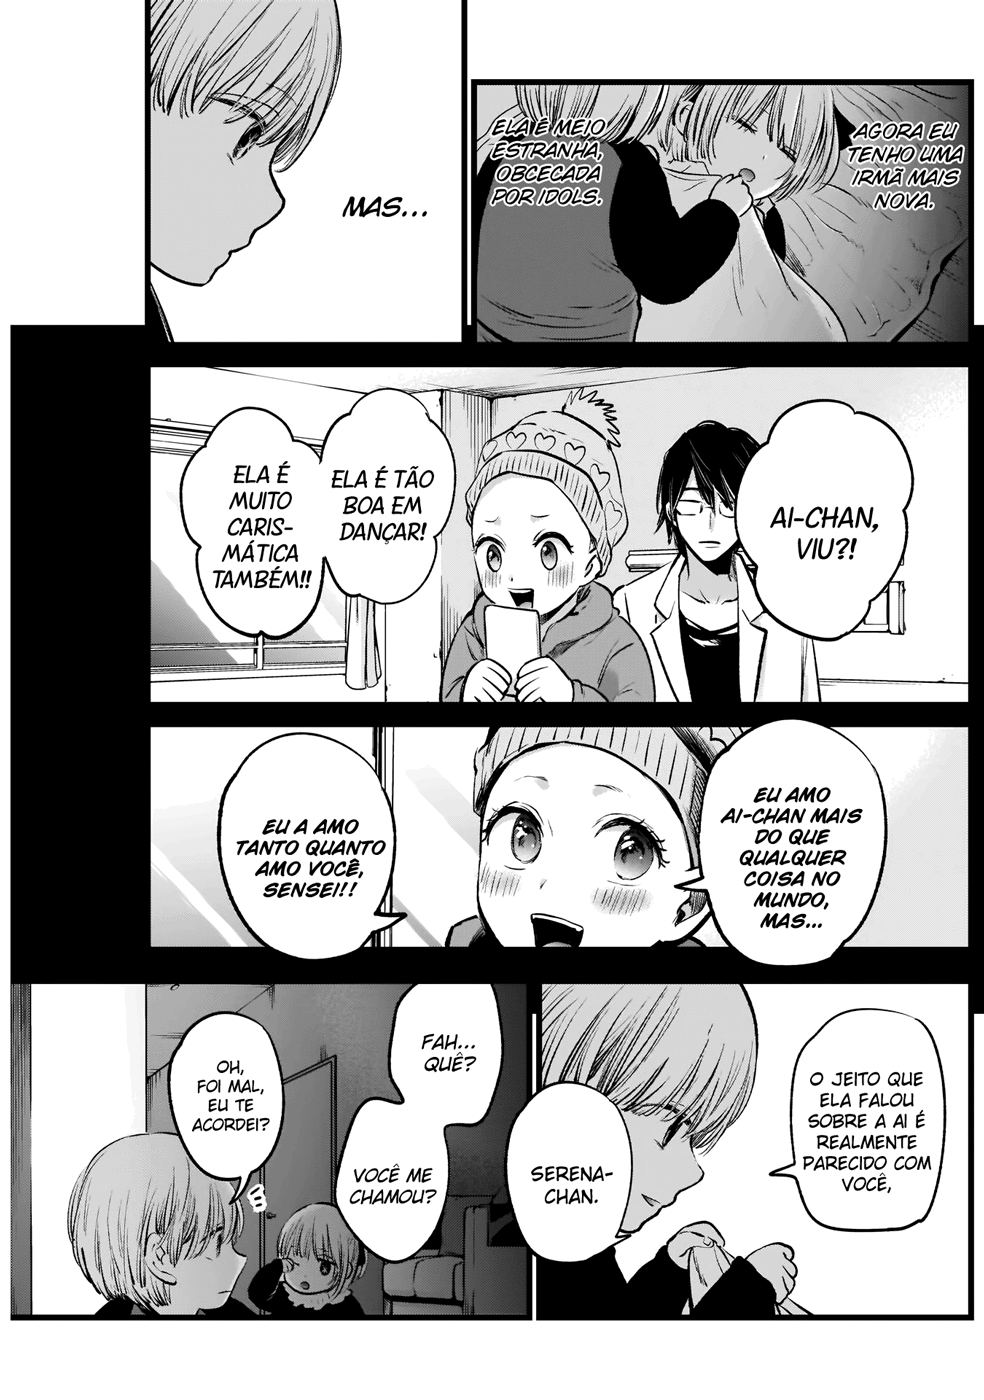 AGORA EU
TENHO UMA
IRMÃ MAIS
NOVA.
ELA É MEIO
ESTRANHA,
OBCECADA
POR IDOLS.
MAS...
AI-CHAN,
VIU?!
ELA É TÃO
BOA EM
DANÇAR!
ELA É
MUITO
CARIS-
MÁTICA
TAMBÉM!!
EU AMO
AI-CHAN MAIS
DO QUE
QUALQUER
COISA NO
MUNDO,
MAS...
EU A AMO
TANTO QUANTO
AMO VOCÊ,
SENSEI!!
O JEITO QUE
ELA FALOU
SOBRE A AI É
REALMENTE
PARECIDO COM
VOCÊ,
SERENA-
CHAN.
FAH...
QUÊ?
VOCÊ ME
CHAMOU?
OH,
FOI MAL,
EU TE
ACORDEI?